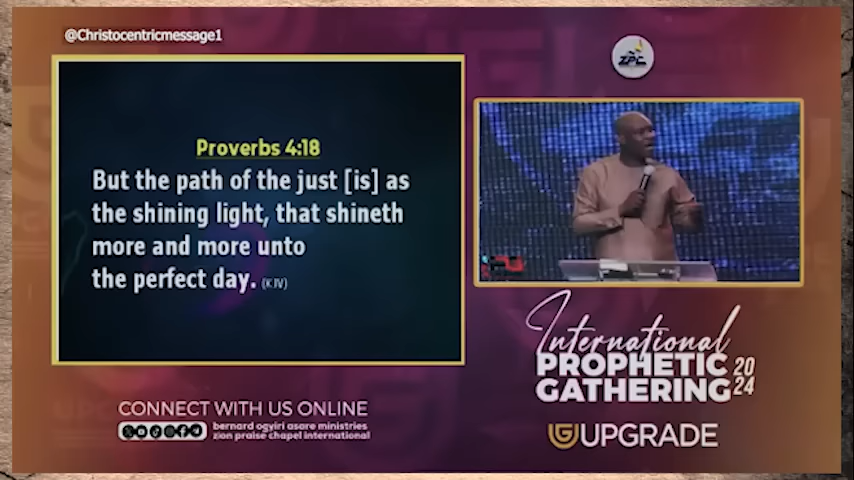 @Christocentricmessage1
ZPC
Proverbs 4:18
But the path of the just [is] as
the shining light, that shineth
more and more unto
the perfect day. (KJV)
International
PROPHETIC
GATHERING
20
24
UPGRADE
CONNECT WITH US ONLINE
bernard ogyiri asare ministries
zion praise chapel international